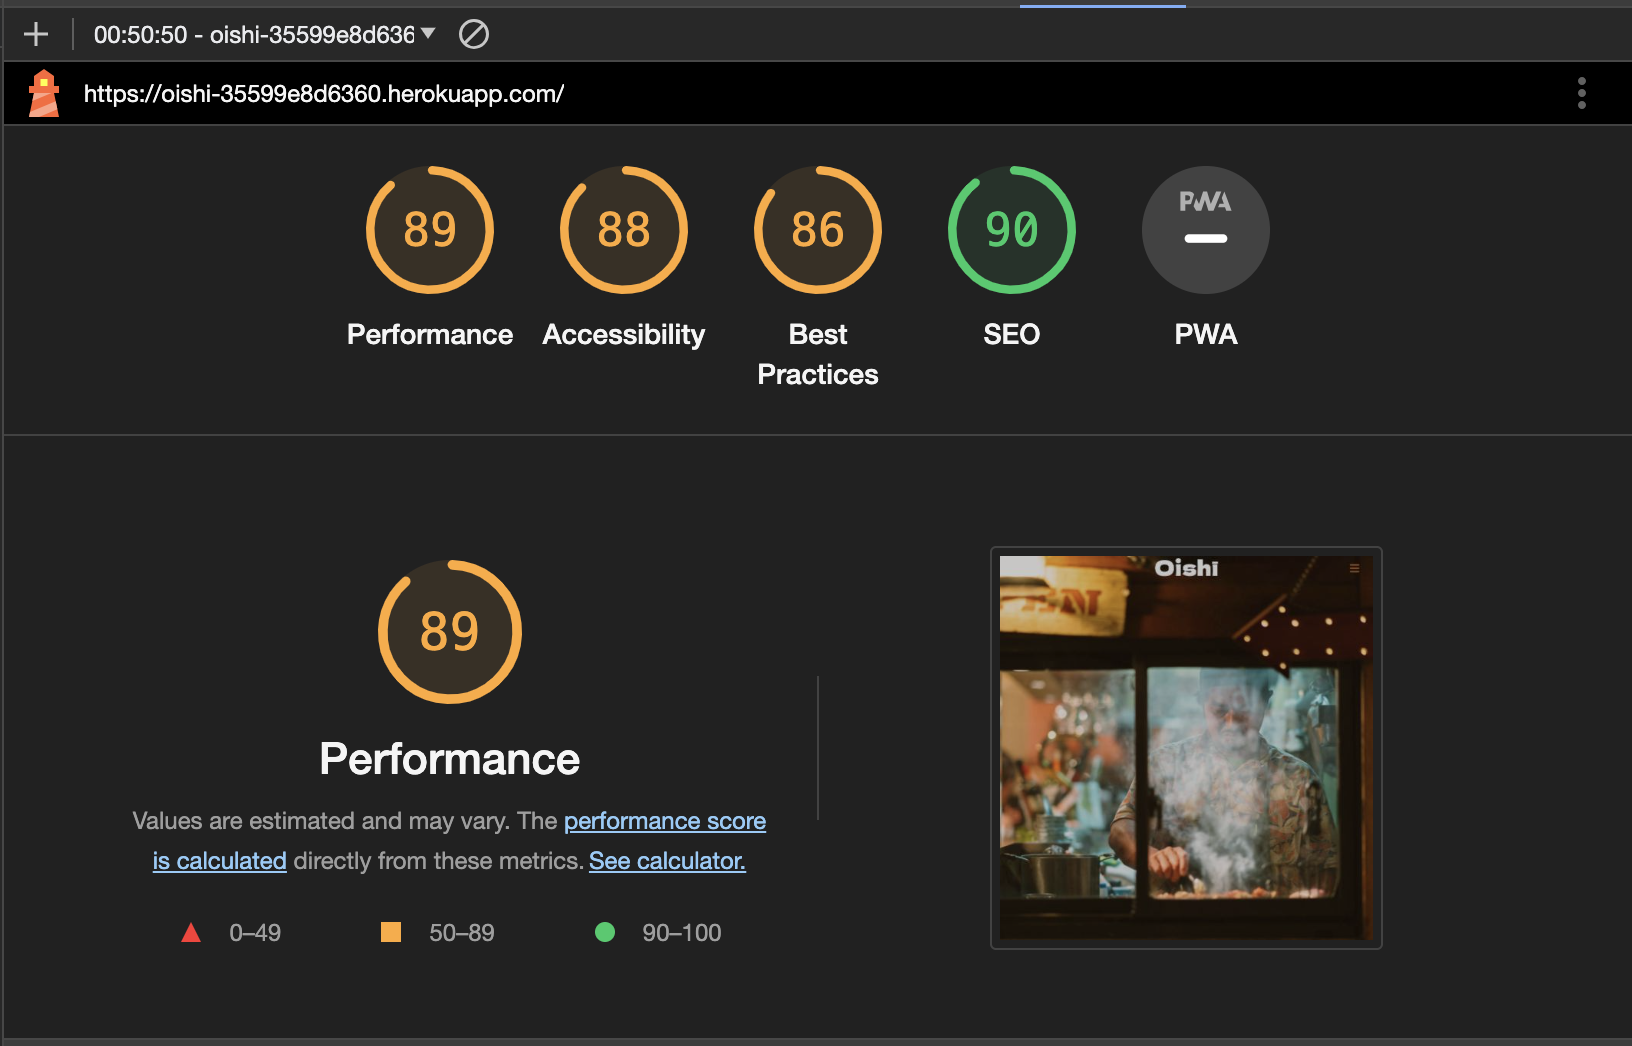 00:50:50 - oishi-35599e8d636
https://oishi-35599e8d6360.herokuapp.com/
89
88
86
90
PWA
Performance
Accessibility
Best
Practices
SEO
PWA
89
Performance
Values are estimated and may vary. The performance score
is calculated directly from these metrics. See calculator.
0–49
50–89
90–100
Oishi